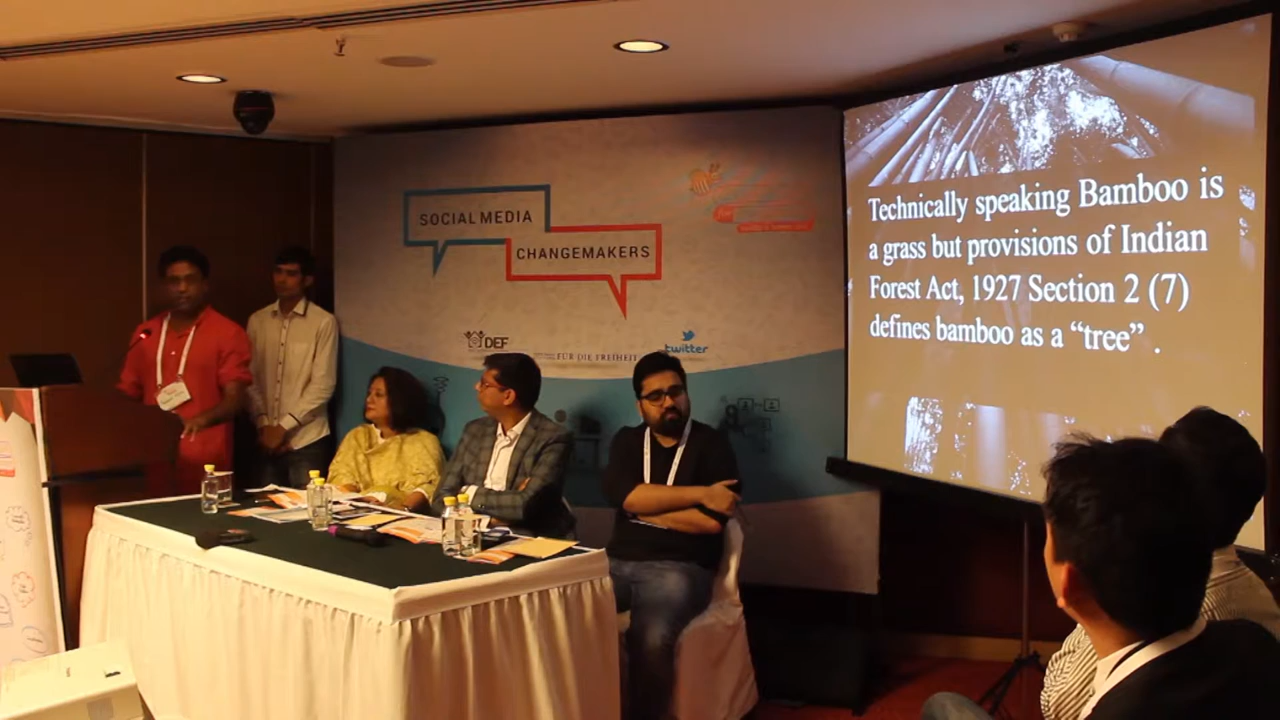 SOCIAL MEDIA
CHANGEMAKERS
DEF
FÜR DIE FREIHEIT
twitter
Technically speaking Bamboo is
a grass but provisions of Indian
Forest Act, 1927 Section 2 (7)
defines bamboo as a “tree” .